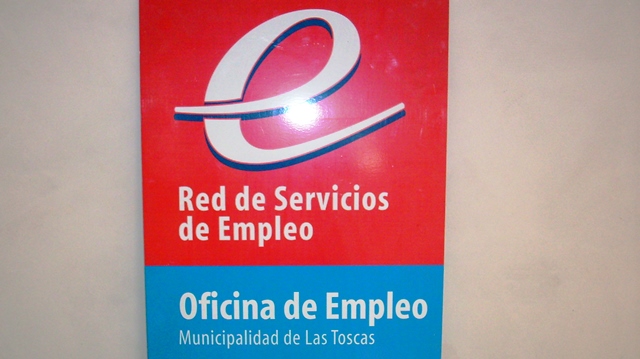 e
Red de Servicios
de Empleo
Oficina de Empleo
Municipalidad de Las Toscas